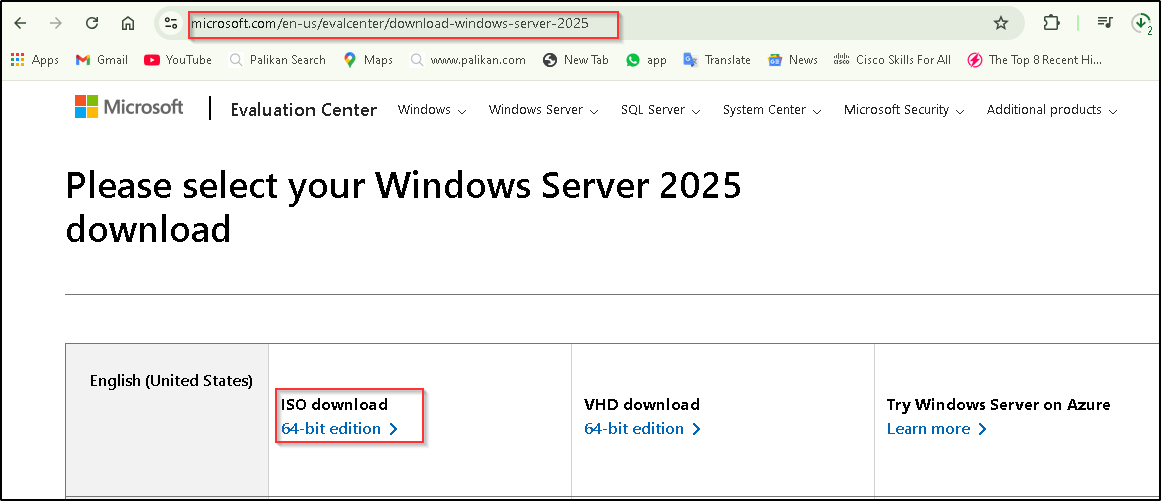 microsoft.com/en-us/evalcenter/download-windows-server-2025
2
Apps Gmail YouTube Palikan Search Maps www.palikan.com New Tab app Translate News Cisco Skills For All The Top 8 Recent Hi...
Microsoft Evaluation Center Windows Windows Server SQL Server System Center Microsoft Security Additional products
Please select your Windows Server 2025
download
English (United States)
ISO download VHD download Try Windows Server on Azure
64-bit edition 64-bit edition Learn more